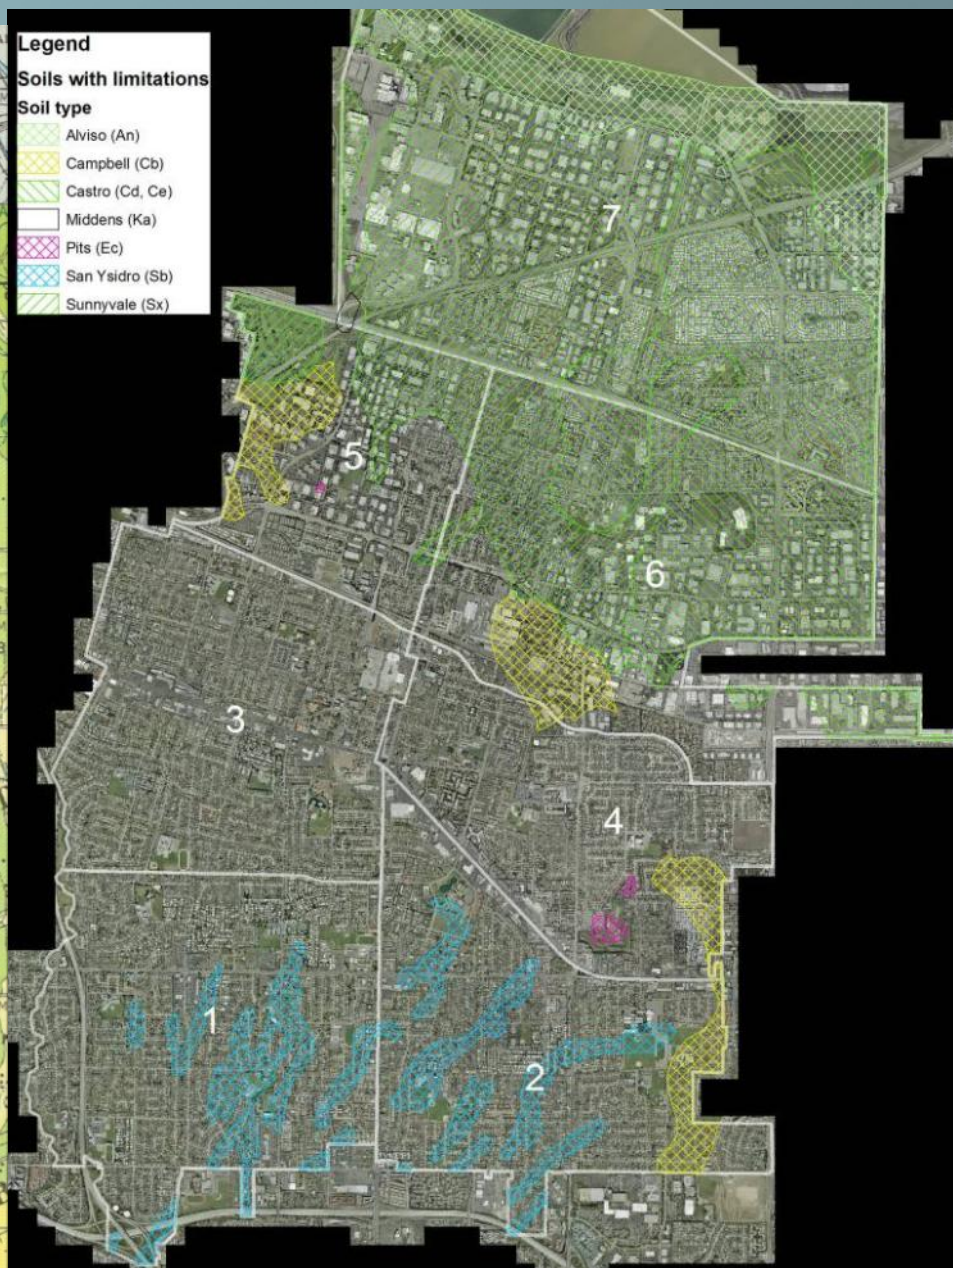 Legend
Soils with limitations
Soil type
Alviso (An)
Campbell (Cb)
Castro (Cd, Ce)
Middens (Ka)
Pits (Ec)
San Ysidro (Sb)
Sunnyvale (Sx)
7
5
6
3
4
1
2